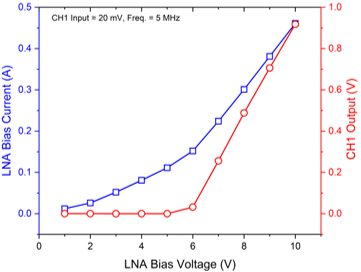 CH1 Input = 20 mV, Freq. = 5 MHz
0.5
0.4
0.3
0.2
0.1
0.0
LNA Bias Current (A)
1.0
0.8
0.6
0.4
0.2
0.0
CH1 Output (V)
0 2 4 6 8 10
LNA Bias Voltage (V)